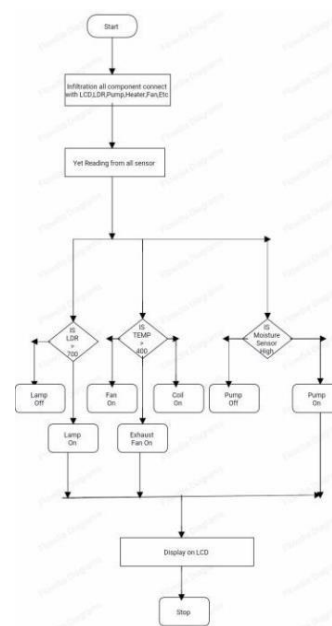 Start
Infiltration all component connect
with LCD,LDR,Pump,Heater,Fan,Etc
Yet Reading from all sensor
IS
LDR
>
700
IS
TEMP
>
400
IS
Moisture
Sensor
High
Lamp
Off
Fan
On
Coil
On
Pump
Off
Pump
On
Lamp
On
Exhaust
Fan On
Display on LCD
Stop